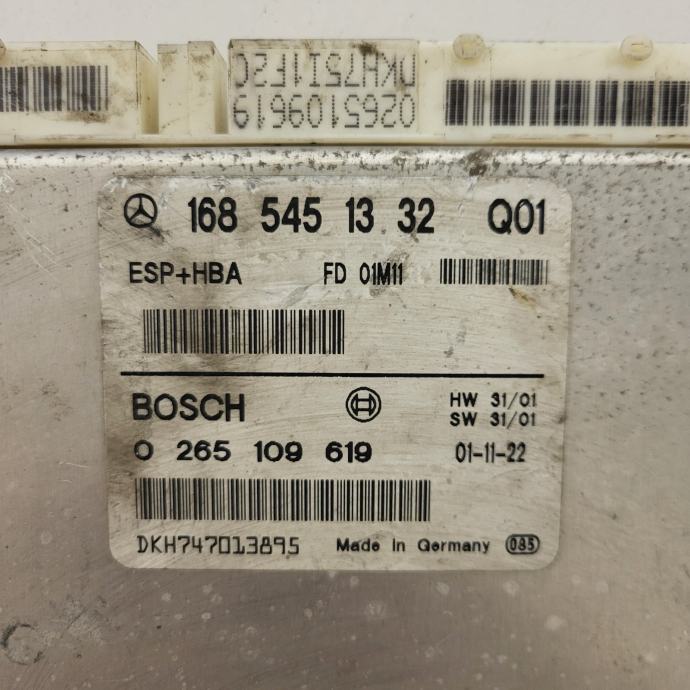 DKH75I1F2C
0265109619
168 545 13 32 Q01
ESP+HBA FD 01M11
BOSCH HW 31/01
SW 31/01
0 265 109 619 01-11-22
DKH747013895 Made in Germany 085